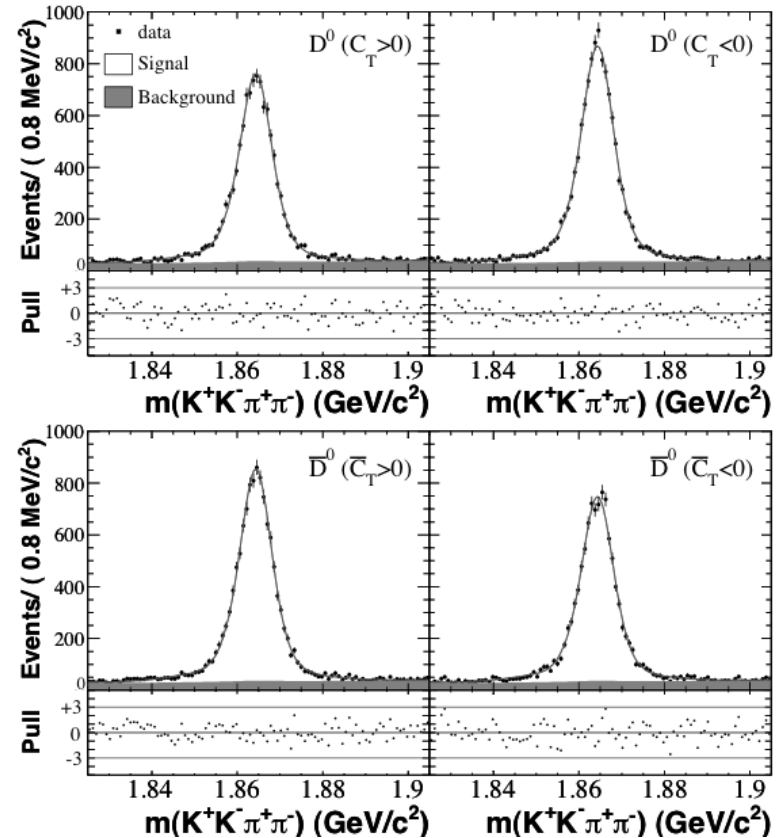 1000
800
600
400
200
0
Events/ ( 0.8 MeV/c²)
data
Signal
Background
D⁰ (C_T>0)
D⁰ (C_T<0)
+3
0
-3
Pull
1.84 1.86 1.88 1.9
1.84 1.86 1.88 1.9
m(K⁺K⁻π⁺π⁻) (GeV/c²)
m(K⁺K⁻π⁺π⁻) (GeV/c²)
1000
800
600
400
200
0
Events/ ( 0.8 MeV/c²)
D̅⁰ (C̅_T>0)
D̅⁰ (C̅_T<0)
+3
0
-3
Pull
1.84 1.86 1.88 1.9
1.84 1.86 1.88 1.9
m(K⁺K⁻π⁺π⁻) (GeV/c²)
m(K⁺K⁻π⁺π⁻) (GeV/c²)